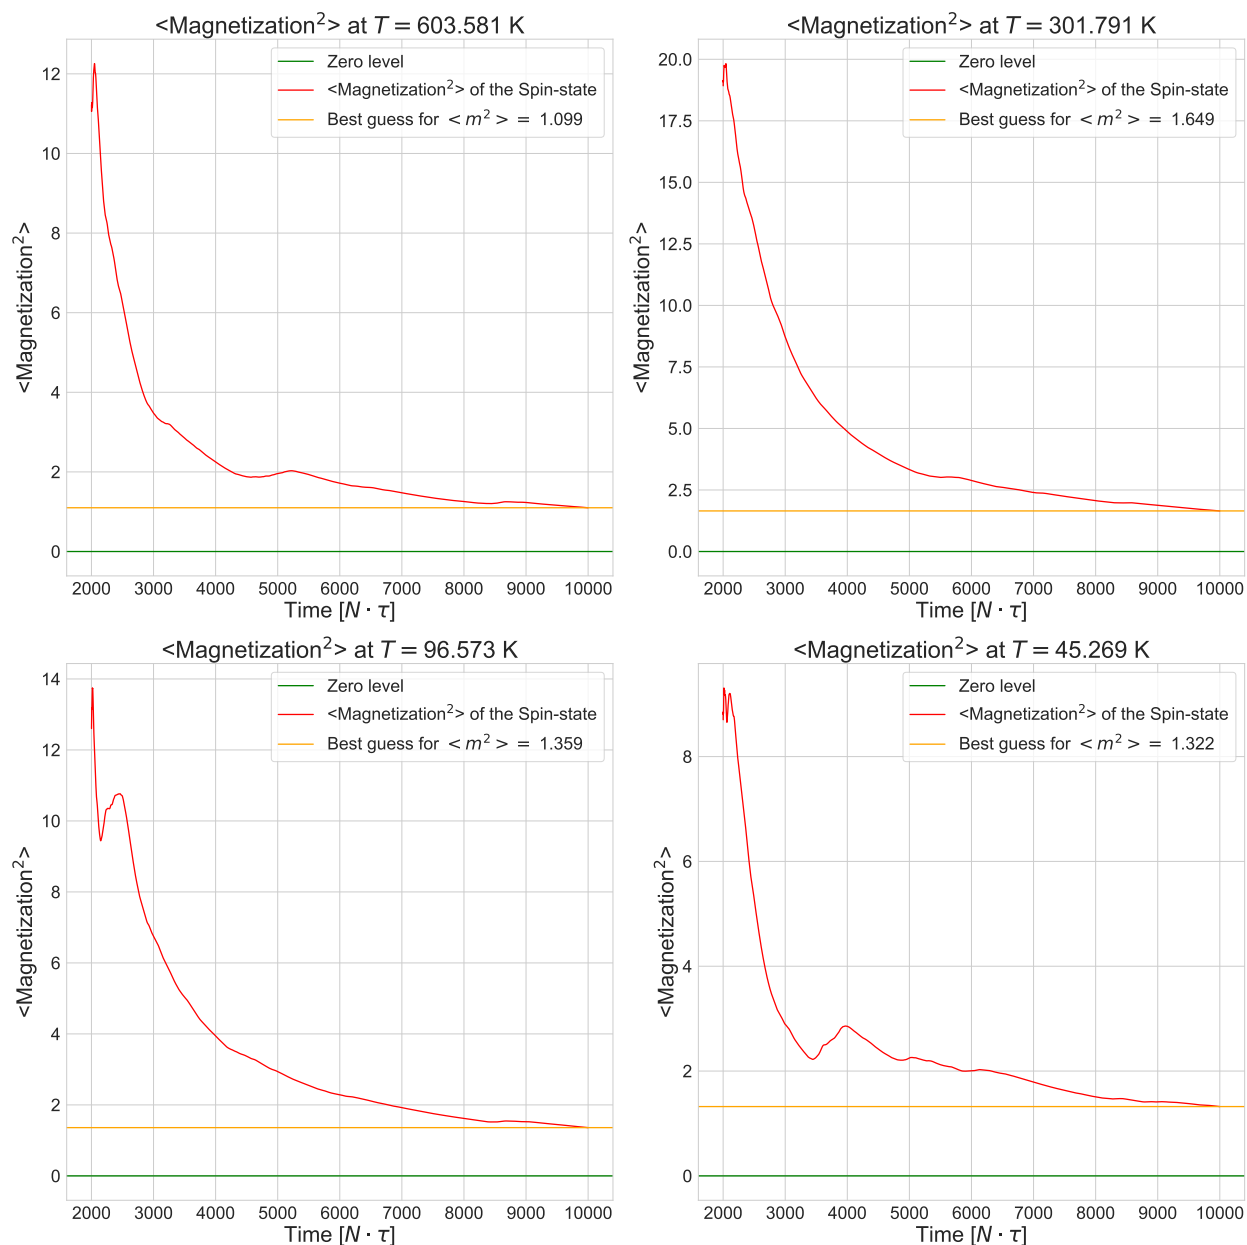 <Magnetization²> at T = 603.581 K
12
10
8
6
4
2
0
<Magnetization²>
Zero level
<Magnetization²> of the Spin-state
Best guess for < m² > = 1.099
2000 3000 4000 5000 6000 7000 8000 9000 10000
Time [N · τ]
<Magnetization²> at T = 301.791 K
20.0
17.5
15.0
12.5
10.0
7.5
5.0
2.5
0.0
<Magnetization²>
Zero level
<Magnetization²> of the Spin-state
Best guess for < m² > = 1.649
2000 3000 4000 5000 6000 7000 8000 9000 10000
Time [N · τ]
<Magnetization²> at T = 96.573 K
14
12
10
8
6
4
2
0
<Magnetization²>
Zero level
<Magnetization²> of the Spin-state
Best guess for < m² > = 1.359
2000 3000 4000 5000 6000 7000 8000 9000 10000
Time [N · τ]
<Magnetization²> at T = 45.269 K
8
6
4
2
0
<Magnetization²>
Zero level
<Magnetization²> of the Spin-state
Best guess for < m² > = 1.322
2000 3000 4000 5000 6000 7000 8000 9000 10000
Time [N · τ]